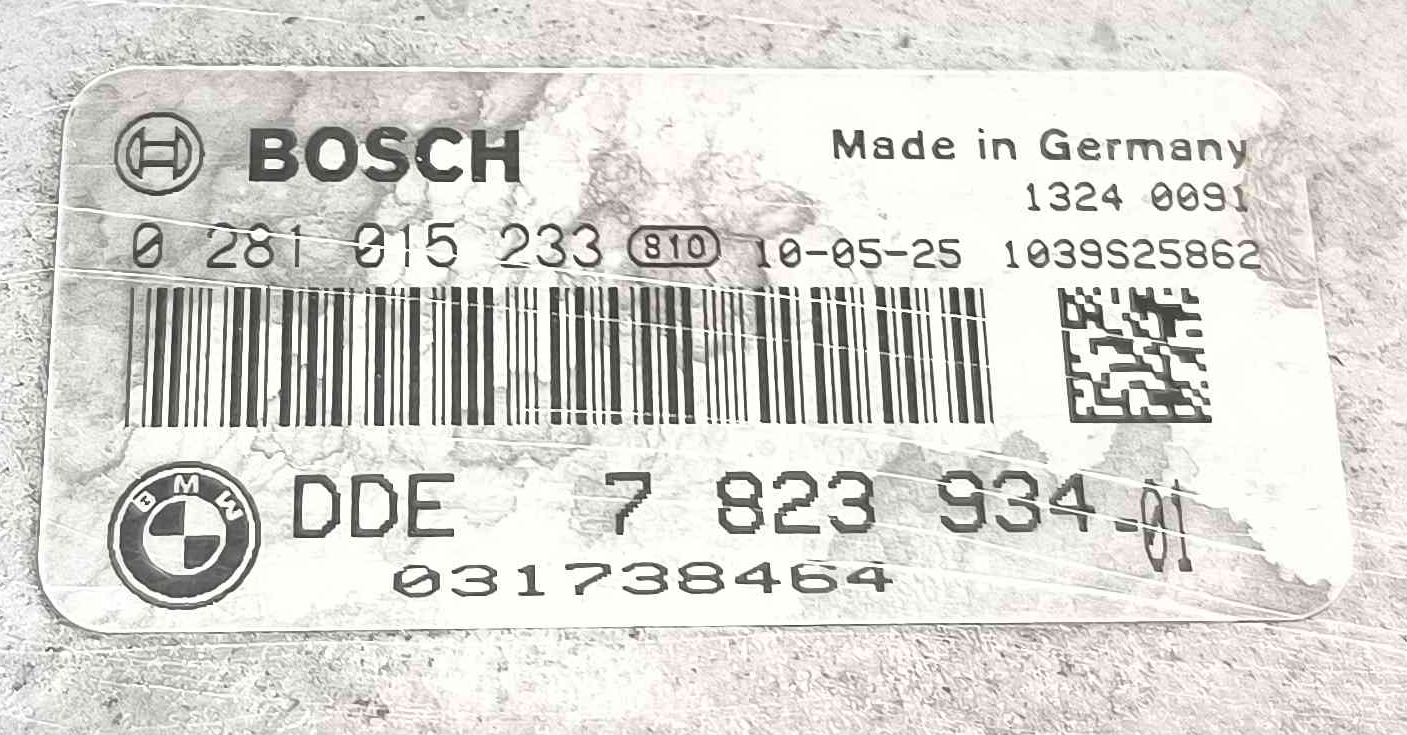 BOSCH
Made in Germany
1324 0091
0 281 015 233 810 10-05-25 1039S25862
BMW
DDE 7 823 934.01
031738464